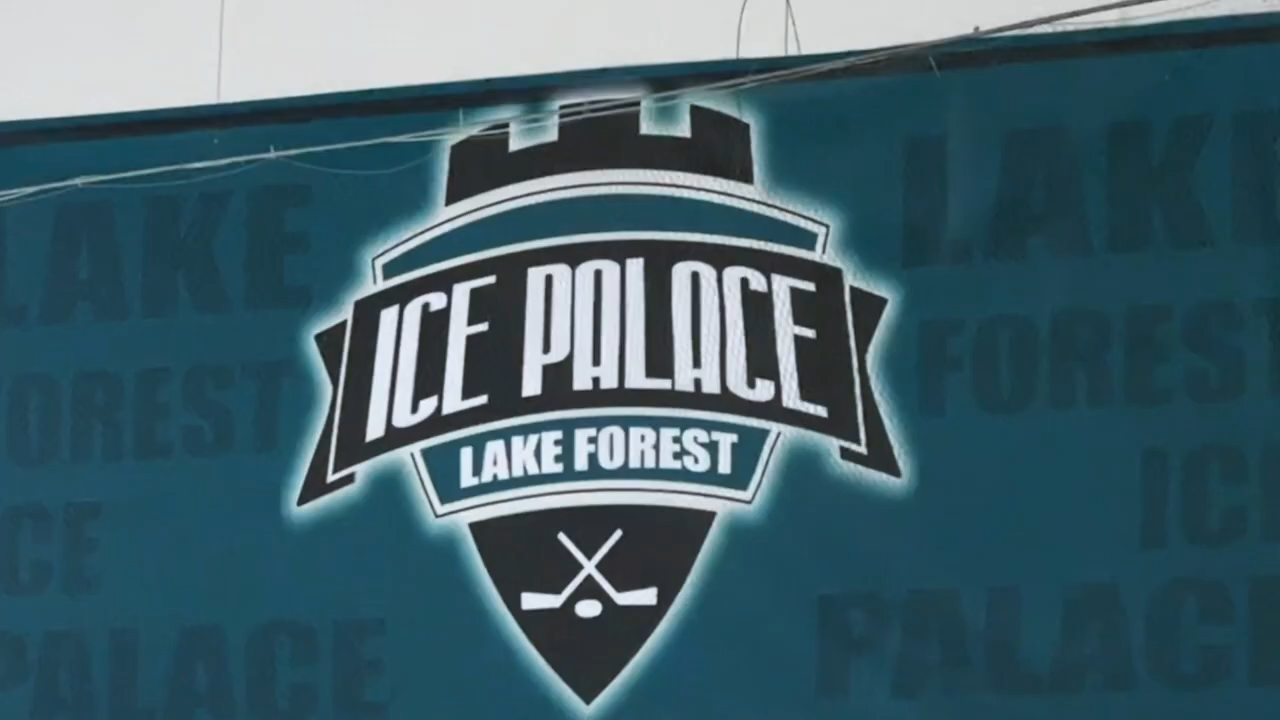 ICE PALACE
LAKE FOREST
LAKE
FOREST
ICE
PALACE
LAKE
FOREST
ICE
PALACE